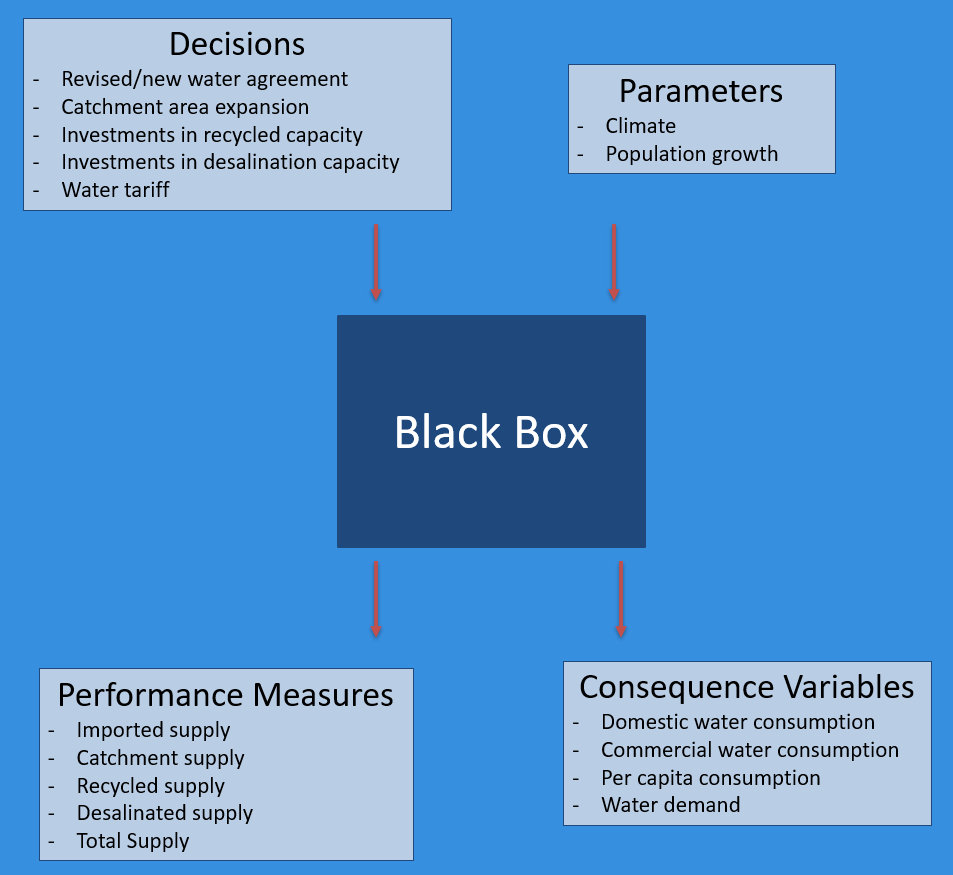 Decisions
- Revised/new water agreement
- Catchment area expansion
- Investments in recycled capacity
- Investments in desalination capacity
- Water tariff
Parameters
- Climate
- Population growth
Black Box
Performance Measures
- Imported supply
- Catchment supply
- Recycled supply
- Desalinated supply
- Total Supply
Consequence Variables
- Domestic water consumption
- Commercial water consumption
- Per capita consumption
- Water demand